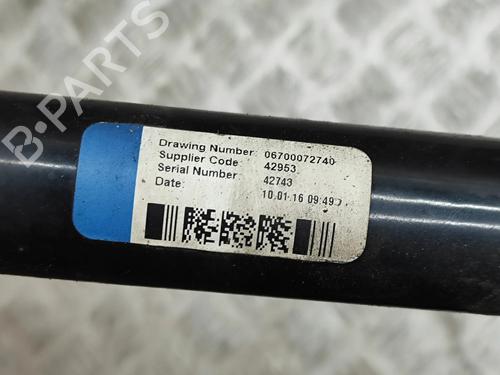 B-PARTS
Drawing Number: 06700072740
Supplier Code: 42953
Serial Number: 42743
Date: 10.01.16 09:49